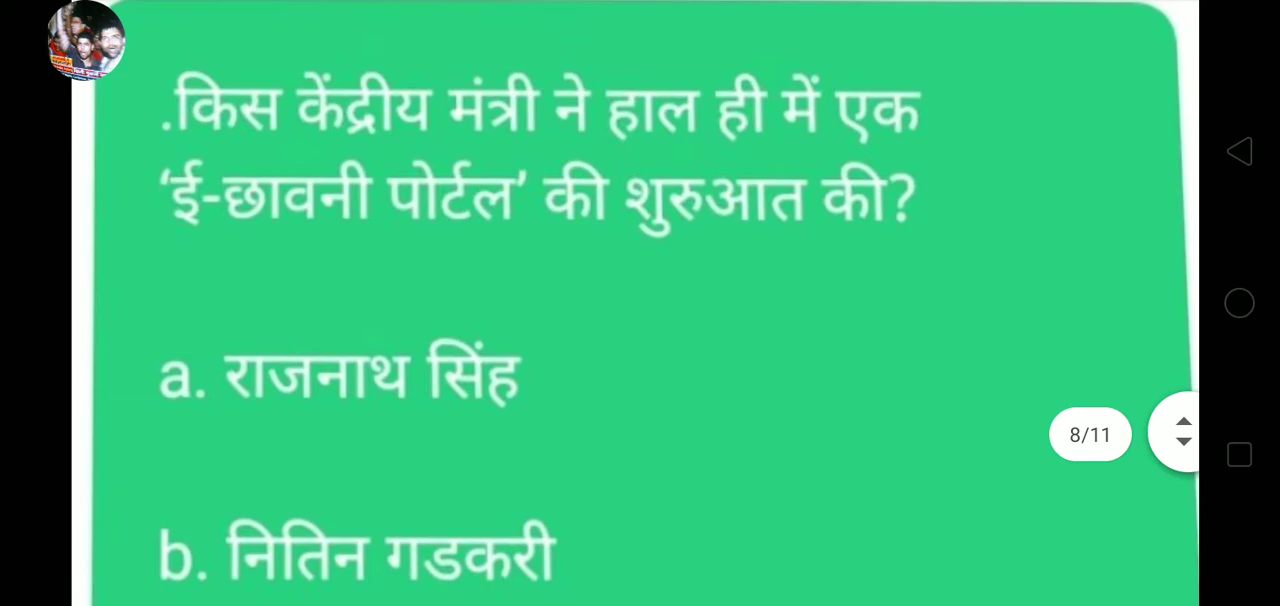 .किस केंद्रीय मंत्री ने हाल ही में एक
‘ई-छावनी पोर्टल’ की शुरुआत की?
a. राजनाथ सिंह
8/11
b. नितिन गडकरी